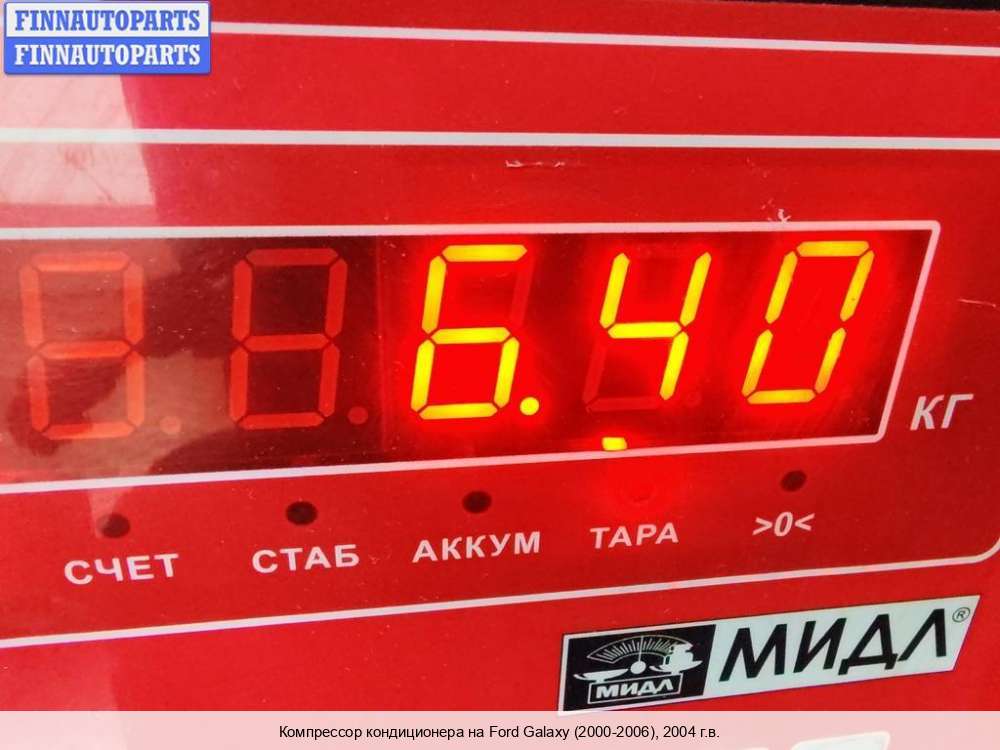 FINNAUTOPARTS
FINNAUTOPARTS
6.40
КГ
СЧЕТ СТАБ АККУМ ТАРА >0<
МИДЛ МИДЛ®
Компрессор кондиционера на Ford Galaxy (2000-2006), 2004 г.в.